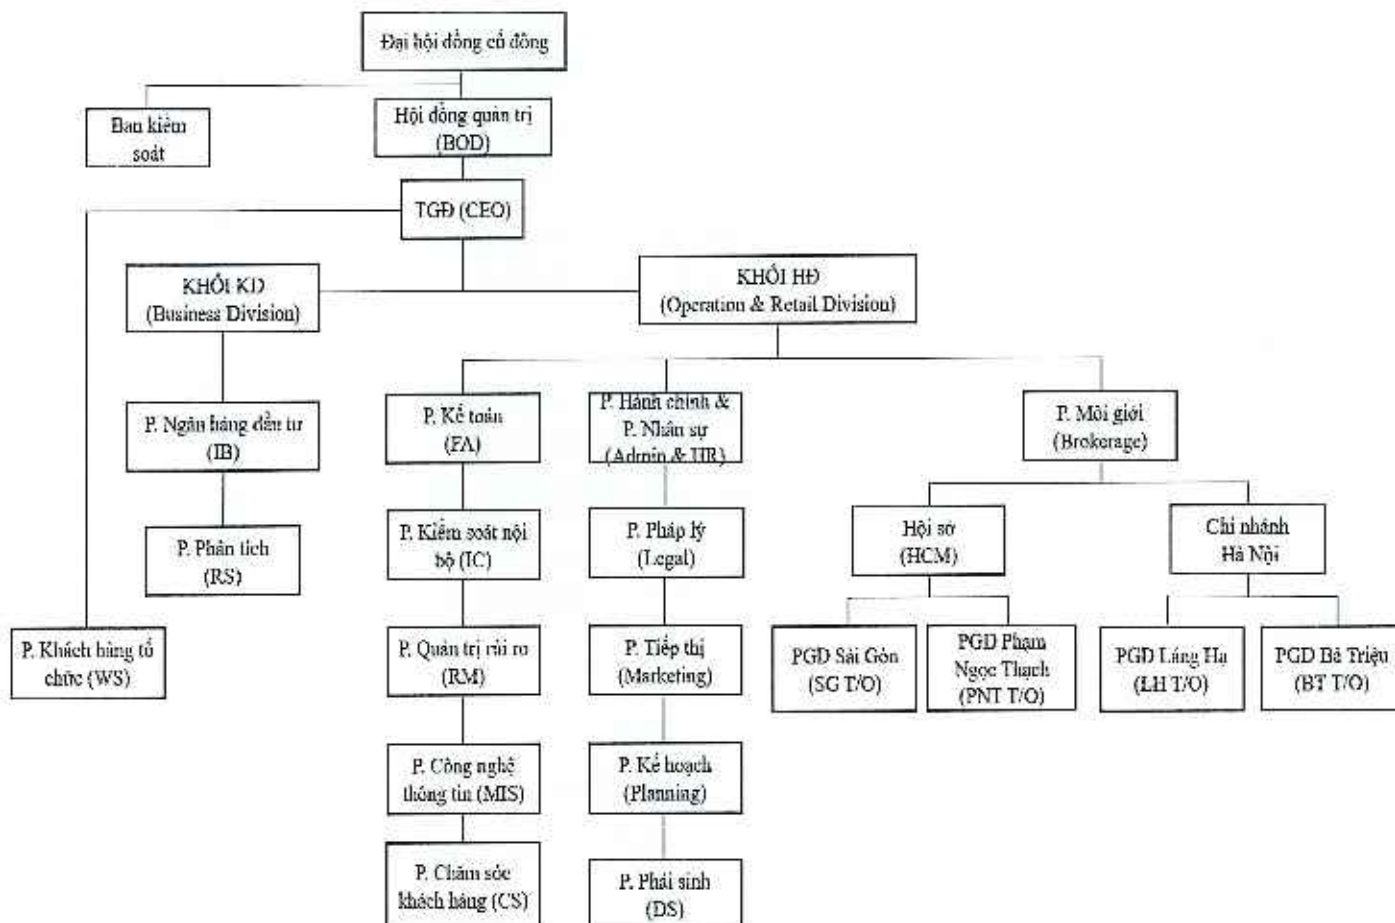 Đại hội đồng cổ đông
Ban kiểm
soát
Hội đồng quản trị
(BOD)
TGĐ (CEO)
KHỐI KD
(Business Division)
KHỐI HĐ
(Operation & Retail Division)
P. Ngân hàng đầu tư
(IB)
P. Kế toán
(FA)
P. Hành chính &
P. Nhân sự
(Admin & HR)
P. Môi giới
(Brokerage)
P. Phân tích
(RS)
P. Kiểm soát nội
bộ (IC)
P. Pháp lý
(Legal)
Hội sở
(HCM)
Chi nhánh
Hà Nội
P. Khách hàng tổ
chức (WS)
P. Quản trị rủi ro
(RM)
P. Tiếp thị
(Marketing)
PGD Sài Gòn
(SG T/O)
PGD Phạm
Ngọc Thạch
(PNT T/O)
PGD Láng Hạ
(LH T/O)
PGD Bà Triệu
(BT T/O)
P. Công nghệ
thông tin (MIS)
P. Kế hoạch
(Planning)
P. Chăm sóc
khách hàng (CS)
P. Phái sinh
(DS)